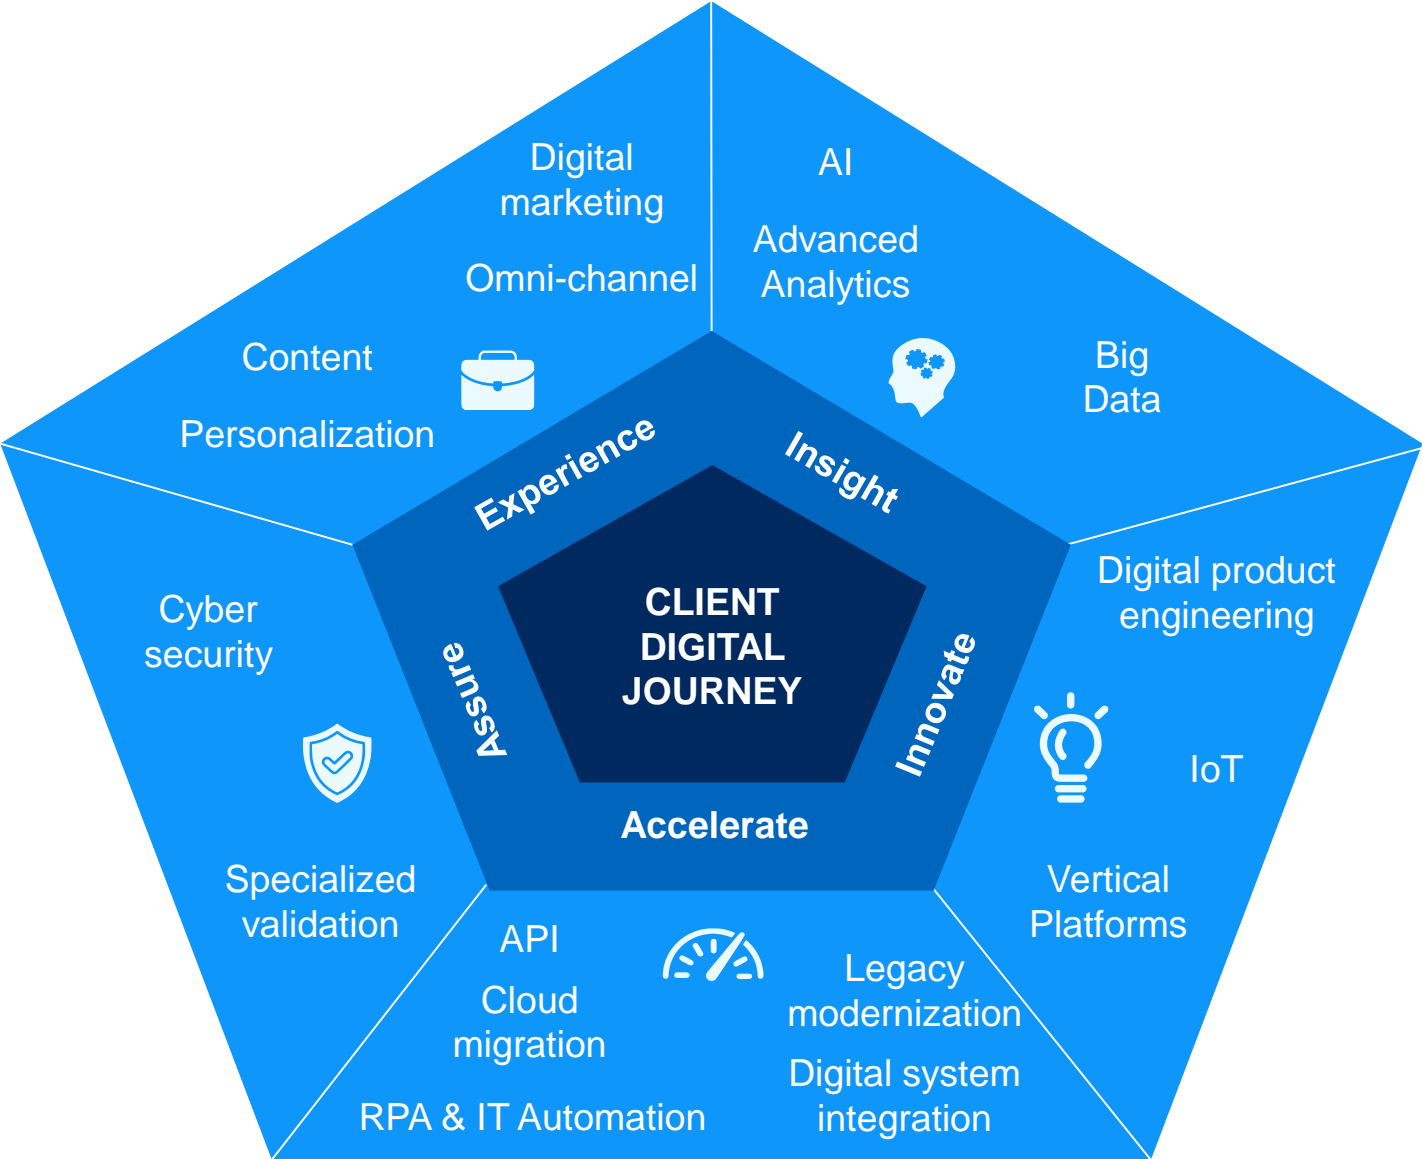 Digital
marketing
Omni-channel
Content
Personalization
AI
Advanced
Analytics
Big
Data
Experience
Insight
CLIENT
DIGITAL
JOURNEY
Assure
Innovate
Accelerate
Cyber
security
Specialized
validation
Digital product
engineering
IoT
Vertical
Platforms
API
Cloud
migration
RPA & IT Automation
Legacy
modernization
Digital system
integration